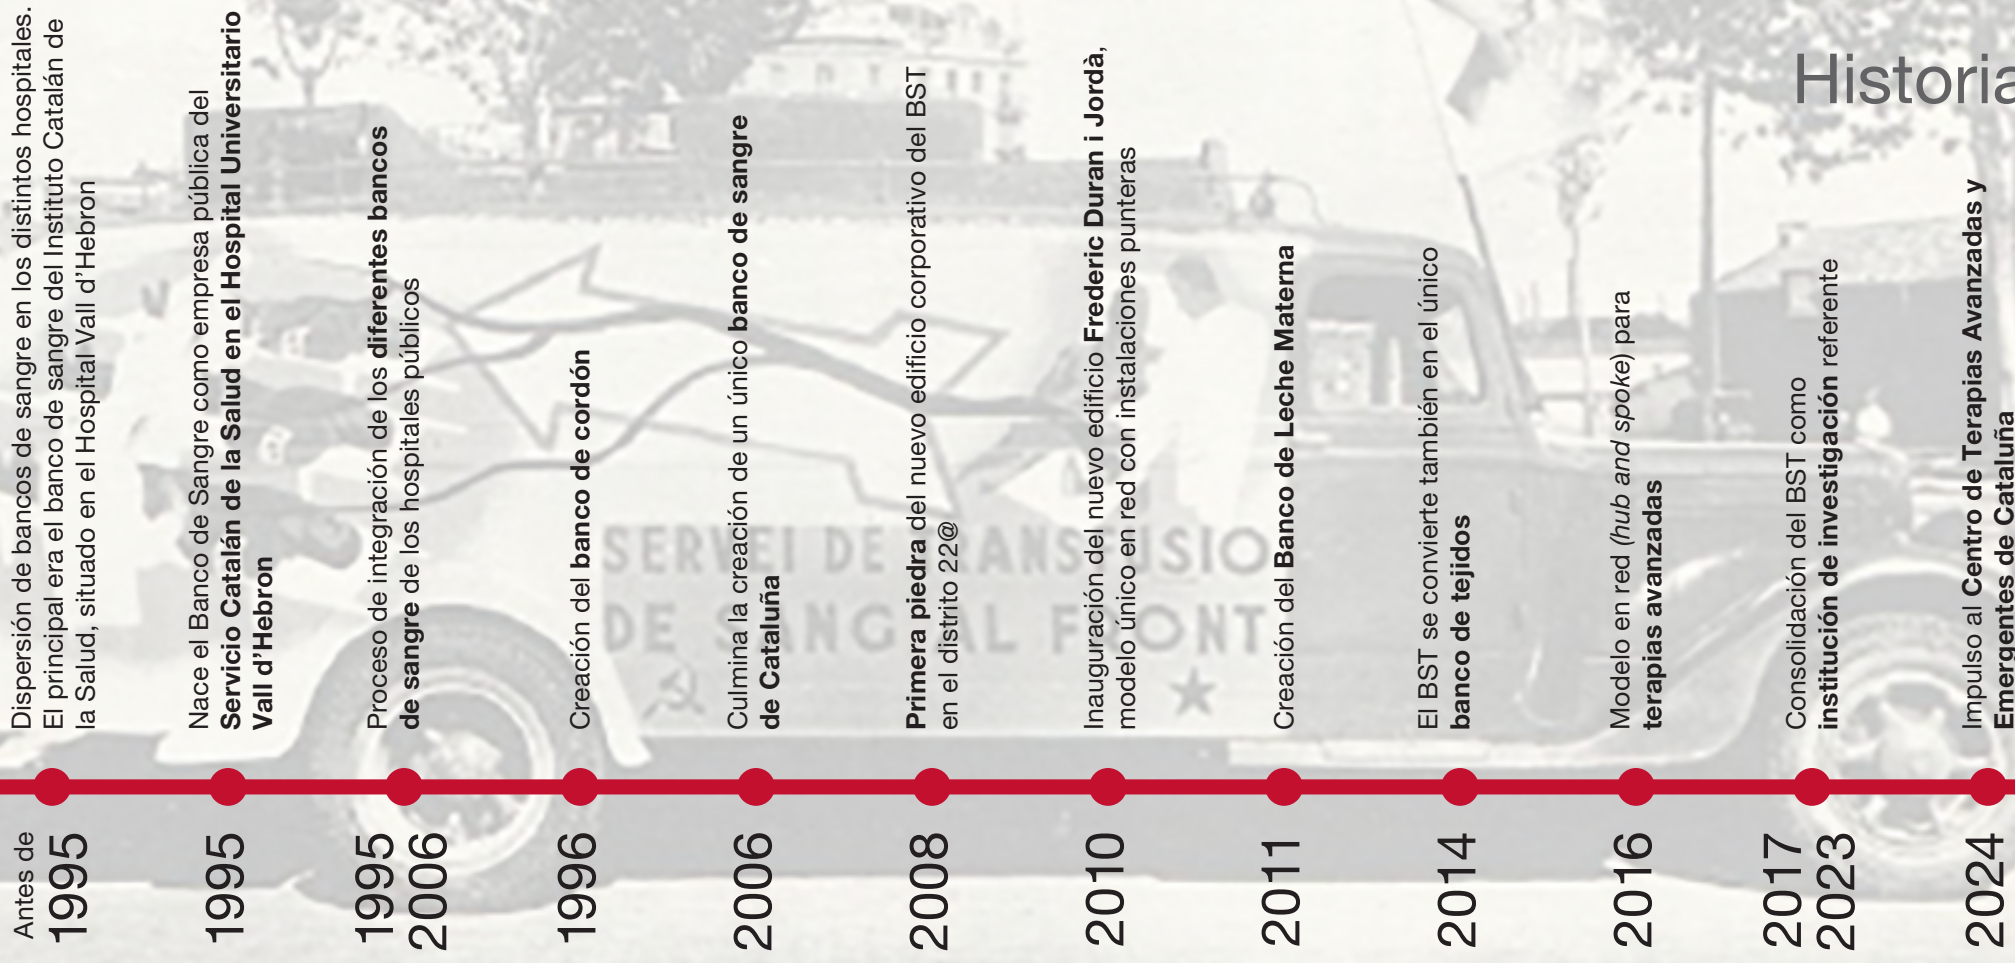 Historia
Antes de
1995
Dispersión de bancos de sangre en los distintos hospitales.
El principal era el banco de sangre del Instituto Catalán de
la Salud, situado en el Hospital Vall d’Hebron
1995
Nace el Banco de Sangre como empresa pública del
Servicio Catalán de la Salud en el Hospital Universitario
Vall d’Hebron
1995
2006
Proceso de integración de los diferentes bancos
de sangre de los hospitales públicos
1996
Creación del banco de cordón
2006
Culmina la creación de un único banco de sangre
de Cataluña
2008
Primera piedra del nuevo edificio corporativo del BST
en el distrito 22@
2010
Inauguración del nuevo edificio Frederic Duran i Jordà,
modelo único en red con instalaciones punteras
2011
Creación del Banco de Leche Materna
2014
El BST se convierte también en el único
banco de tejidos
2016
Modelo en red (hub and spoke) para
terapias avanzadas
2017
2023
Consolidación del BST como
institución de investigación referente
2024
Impulso al Centro de Terapias Avanzadas y
Emergentes de Cataluña
SERVEI DE TRANSFUSIO
DE SANG AL FRONT